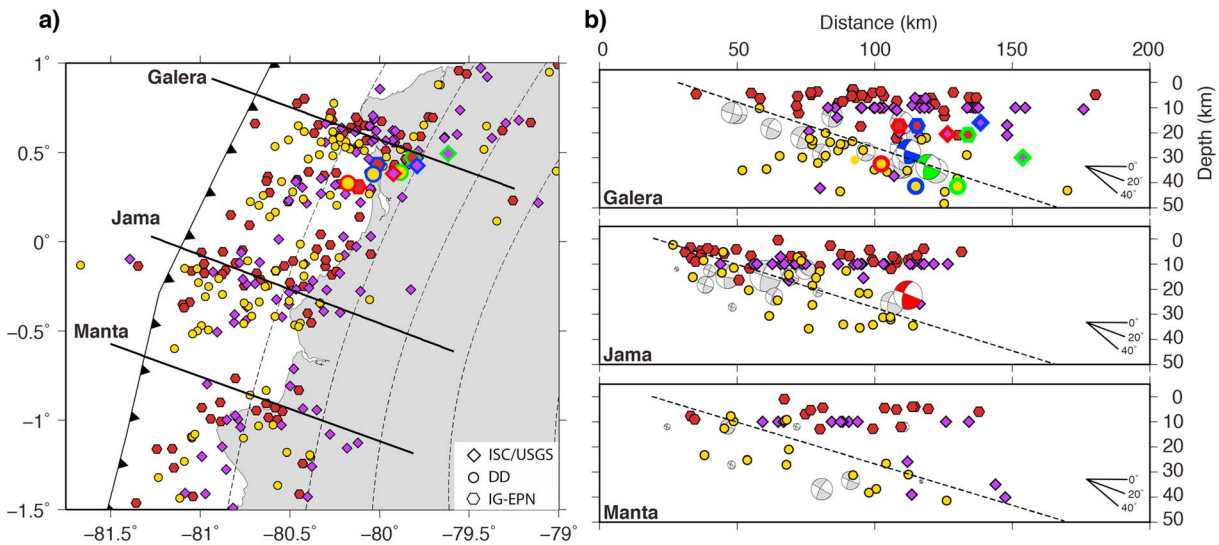 a)
1°
0.5°
0°
−0.5°
−1°
−1.5°
−81.5
−81°
−80.5
−80°
−79.5
−79°
Galera
Jama
Manta
ISC/USGS
DD
IG-EPN
b)
Distance (km)
0 50 100 150 200
0
10
20
30
40
50
Depth (km)
0°
20°
40°
Galera
0
10
20
30
40
50
0°
20°
40°
Jama
0
10
20
30
40
50
0°
20°
40°
Manta